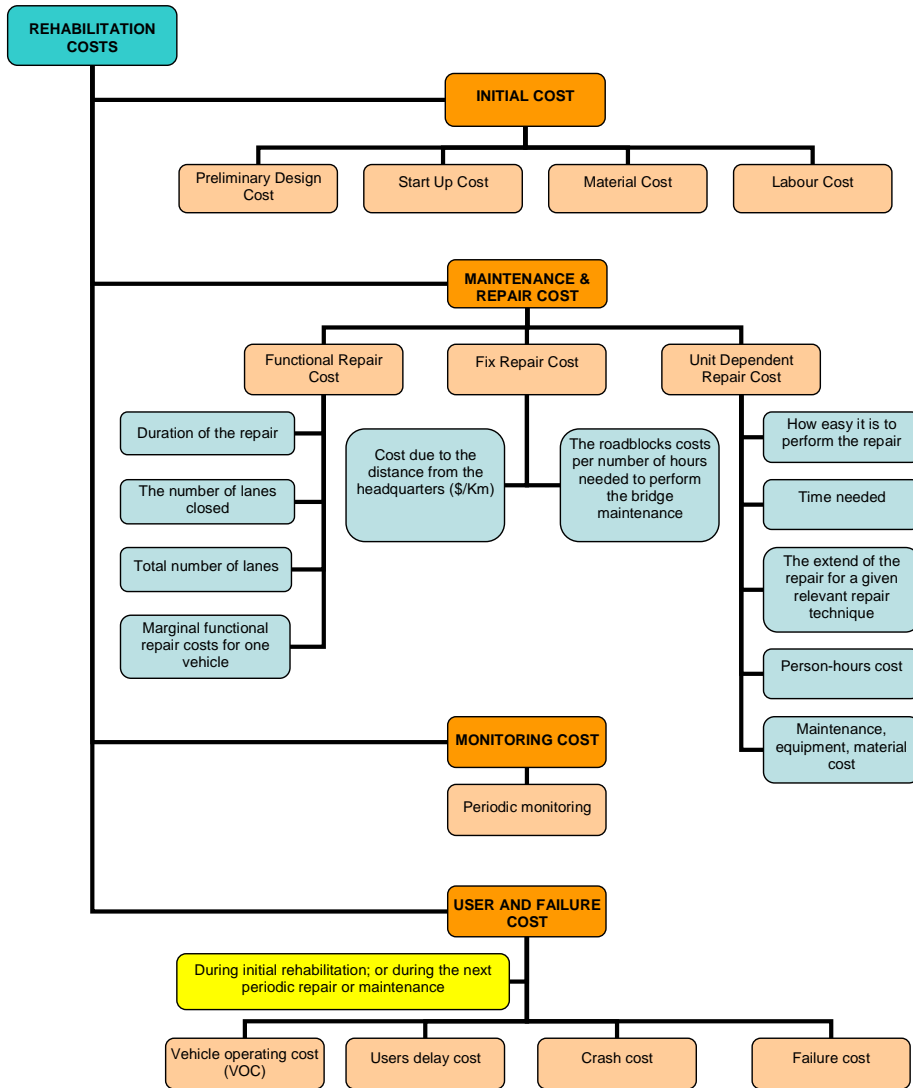 REHABILITATION
COSTS
INITIAL COST
Preliminary Design
Cost
Start Up Cost
Material Cost
Labour Cost
MAINTENANCE &
REPAIR COST
Functional Repair
Cost
Fix Repair Cost
Unit Dependent
Repair Cost
Duration of the repair
The number of lanes
closed
Total number of lanes
Marginal functional
repair costs for one
vehicle
Cost due to the
distance from the
headquarters ($/Km)
The roadblocks costs
per number of hours
needed to perform
the bridge
maintenance
How easy it is to
perform the repair
Time needed
The extend of the
repair for a given
relevant repair
technique
Person-hours cost
Maintenance,
equipment, material
cost
MONITORING COST
Periodic monitoring
USER AND FAILURE
COST
During initial rehabilitation; or during the next
periodic repair or maintenance
Vehicle operating cost
(VOC)
Users delay cost
Crash cost
Failure cost